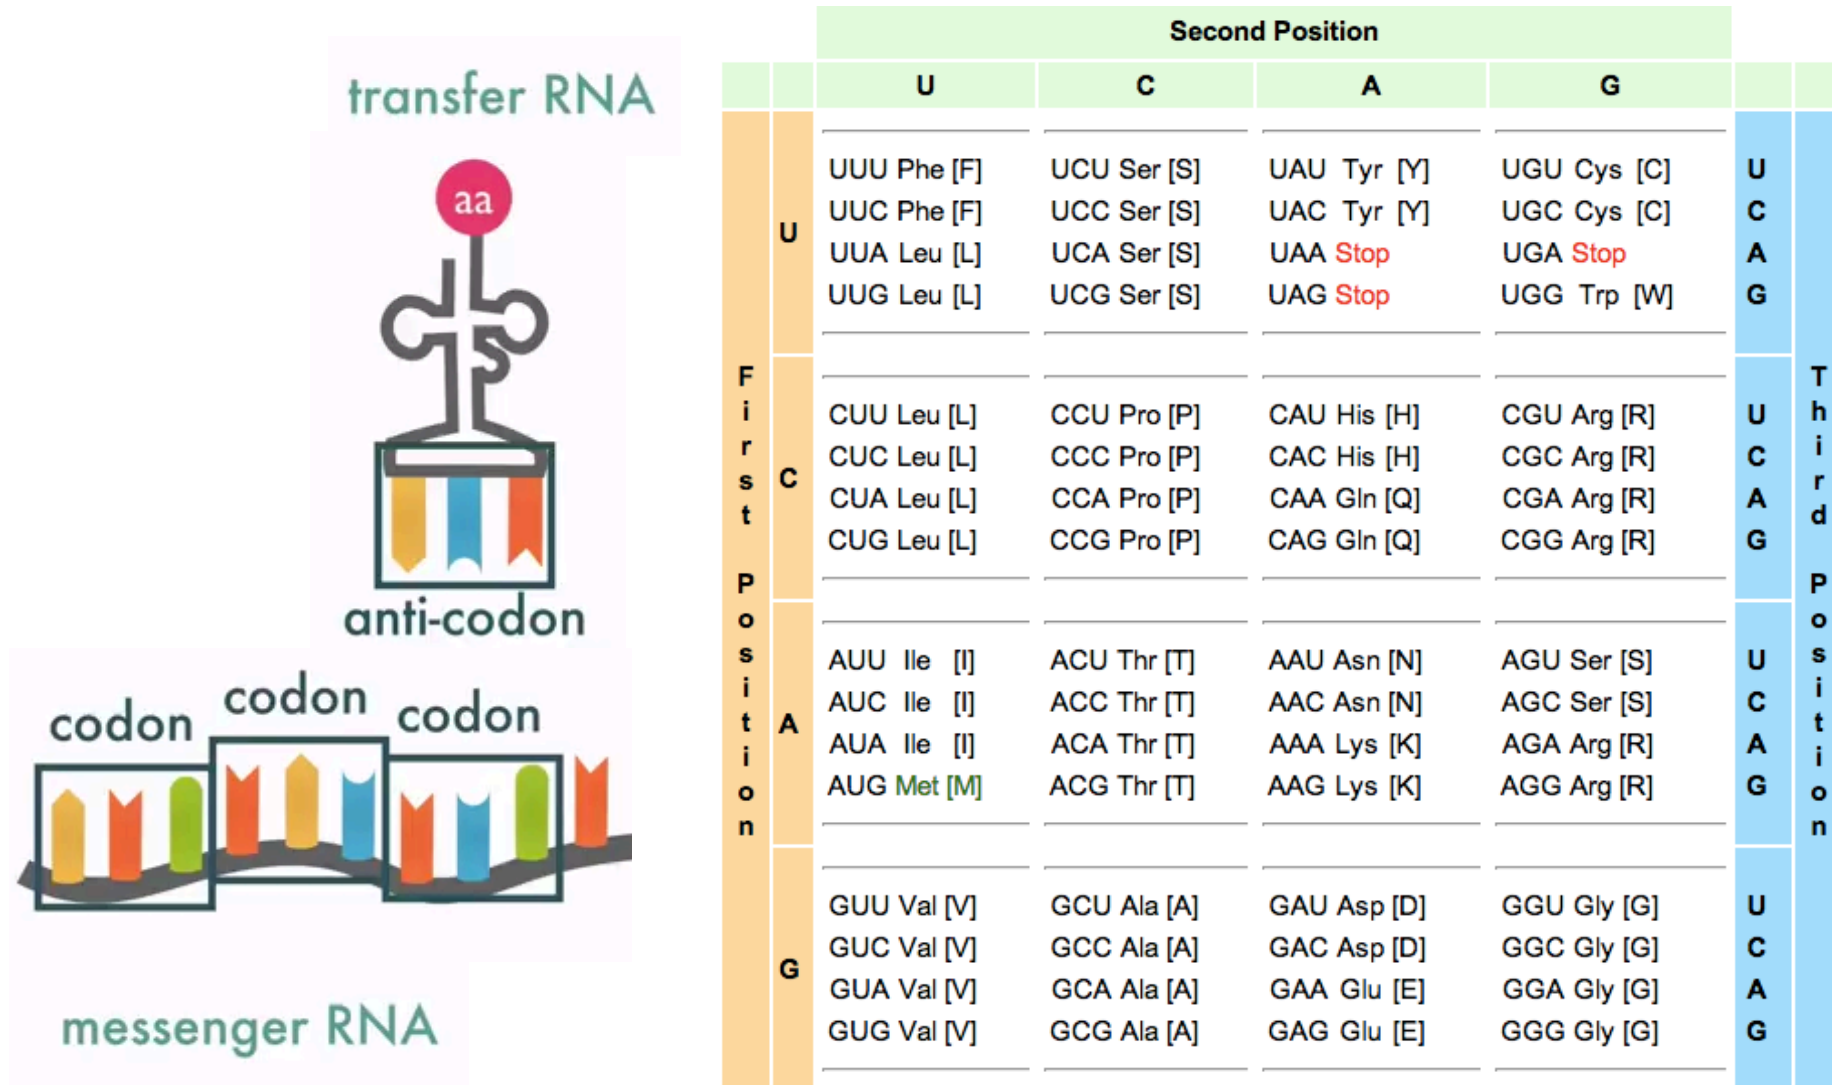 transfer RNA
aa
anti-codon
codon
codon
codon
messenger RNA
Second Position
U C A G
First Position
Third Position
U
UUU Phe [F] UCU Ser [S] UAU Tyr [Y] UGU Cys [C] U
UUC Phe [F] UCC Ser [S] UAC Tyr [Y] UGC Cys [C] C
UUA Leu [L] UCA Ser [S] UAA Stop UGA Stop A
UUG Leu [L] UCG Ser [S] UAG Stop UGG Trp [W] G
C
CUU Leu [L] CCU Pro [P] CAU His [H] CGU Arg [R] U
CUC Leu [L] CCC Pro [P] CAC His [H] CGC Arg [R] C
CUA Leu [L] CCA Pro [P] CAA Gln [Q] CGA Arg [R] A
CUG Leu [L] CCG Pro [P] CAG Gln [Q] CGG Arg [R] G
A
AUU Ile [I] ACU Thr [T] AAU Asn [N] AGU Ser [S] U
AUC Ile [I] ACC Thr [T] AAC Asn [N] AGC Ser [S] C
AUA Ile [I] ACA Thr [T] AAA Lys [K] AGA Arg [R] A
AUG Met [M] ACG Thr [T] AAG Lys [K] AGG Arg [R] G
G
GUU Val [V] GCU Ala [A] GAU Asp [D] GGU Gly [G] U
GUC Val [V] GCC Ala [A] GAC Asp [D] GGC Gly [G] C
GUA Val [V] GCA Ala [A] GAA Glu [E] GGA Gly [G] A
GUG Val [V] GCG Ala [A] GAG Glu [E] GGG Gly [G] G